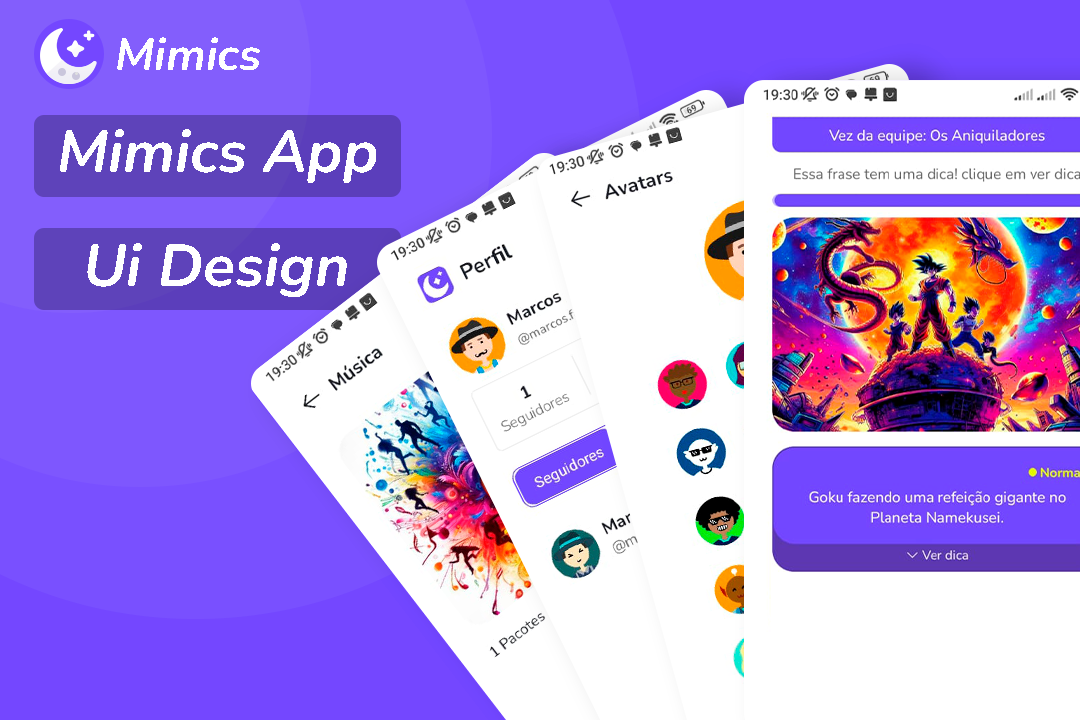 Mimics
Mimics App
Ui Design
19:30
Música
1 Pacotes
19:30
Perfil
Marcos
@marcos.f
1
Seguidores
Seguidores
Mar
@m
69
19:30
Avatars
69
19:30
Vez da equipe: Os Aniquiladores
Essa frase tem uma dica! clique em ver dica
Norma
Goku fazendo uma refeição gigante no
Planeta Namekusei.
Ver dica